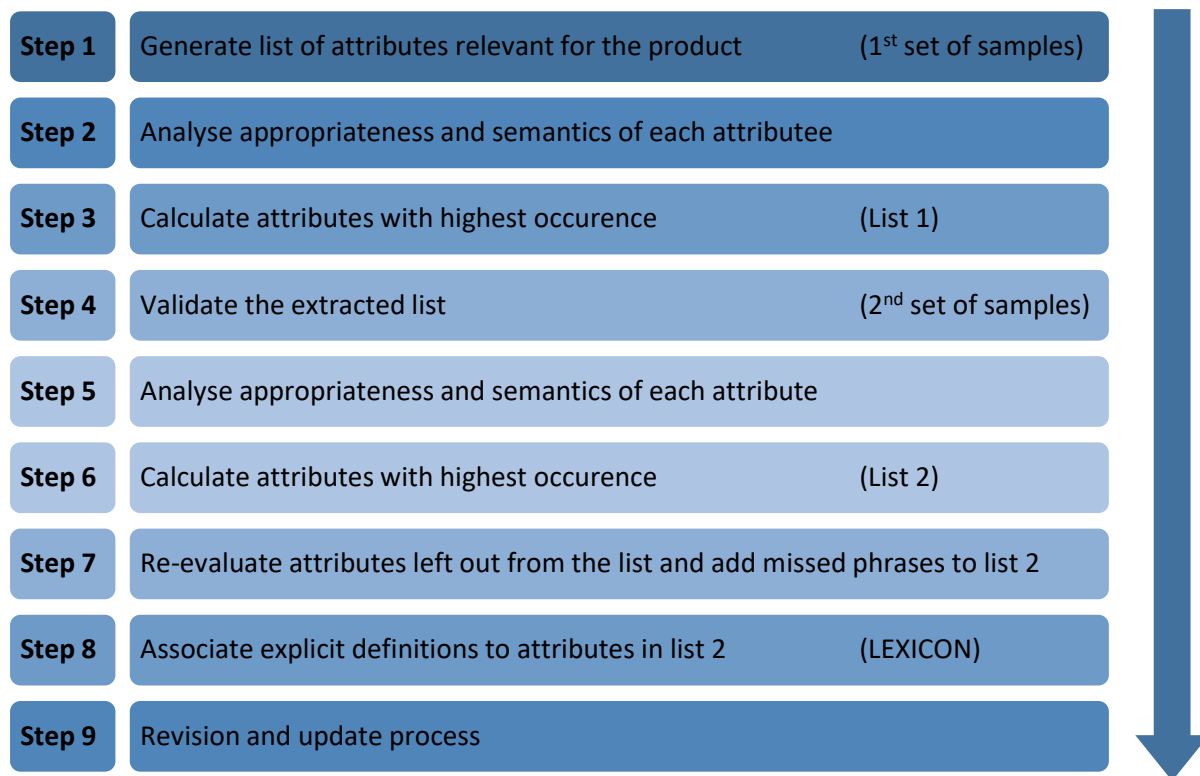 Step 1 Generate list of attributes relevant for the product (1st set of samples)
Step 2 Analyse appropriateness and semantics of each attributee
Step 3 Calculate attributes with highest occurence (List 1)
Step 4 Validate the extracted list (2nd set of samples)
Step 5 Analyse appropriateness and semantics of each attribute
Step 6 Calculate attributes with highest occurence (List 2)
Step 7 Re-evaluate attributes left out from the list and add missed phrases to list 2
Step 8 Associate explicit definitions to attributes in list 2 (LEXICON)
Step 9 Revision and update process